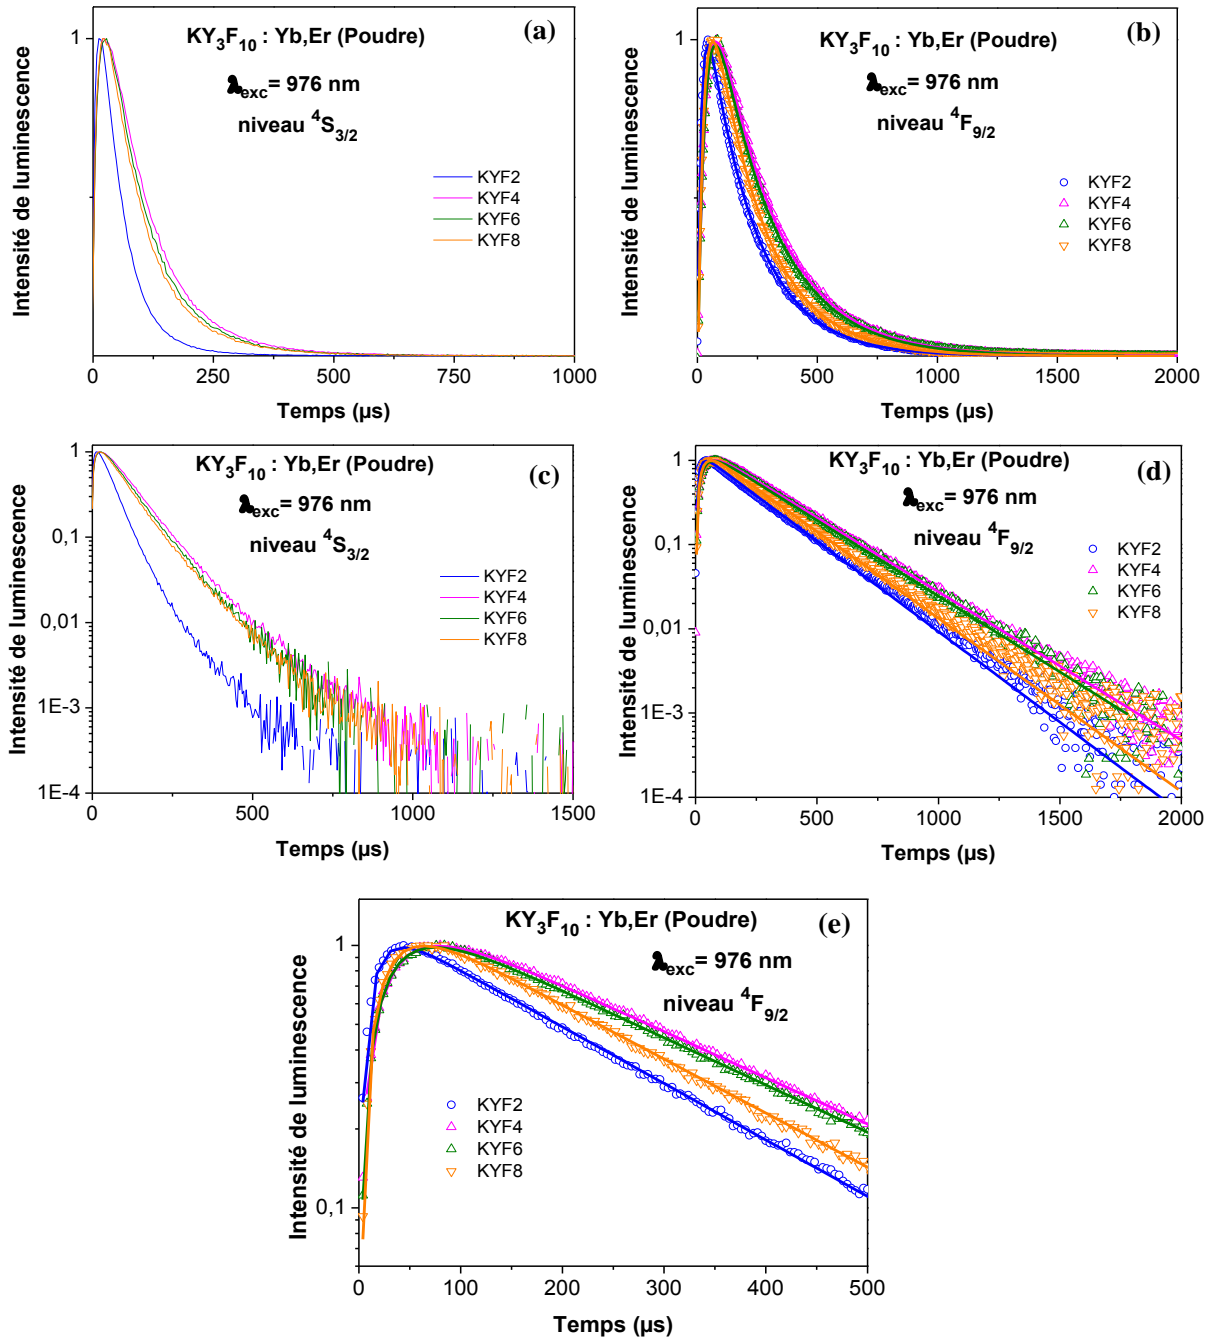 KY₃F₁₀ : Yb,Er (Poudre)
(a)
λexc= 976 nm
niveau ⁴S₃/₂
KYF2
KYF4
KYF6
KYF8
1
Intensité de luminescence
0 250 500 750 1000
Temps (µs)
KY₃F₁₀ : Yb,Er (Poudre)
(b)
λexc= 976 nm
niveau ⁴F₉/₂
KYF2
KYF4
KYF6
KYF8
1
Intensité de luminescence
0 500 1000 1500 2000
Temps (µs)
KY₃F₁₀ : Yb,Er (Poudre)
(c)
λexc= 976 nm
niveau ⁴S₃/₂
KYF2
KYF4
KYF6
KYF8
1
0,1
0,01
1E-3
1E-4
Intensité de luminescence
0 500 1000 1500
Temps (µs)
KY₃F₁₀ : Yb,Er (Poudre)
(d)
λexc= 976 nm
niveau ⁴F₉/₂
KYF2
KYF4
KYF6
KYF8
1
0,1
0,01
1E-3
1E-4
Intensité de luminescence
0 500 1000 1500 2000
Temps (µs)
KY₃F₁₀ : Yb,Er (Poudre)
(e)
λexc= 976 nm
niveau ⁴F₉/₂
KYF2
KYF4
KYF6
KYF8
1
0,1
Intensité de luminescence
0 100 200 300 400 500
Temps (µs)